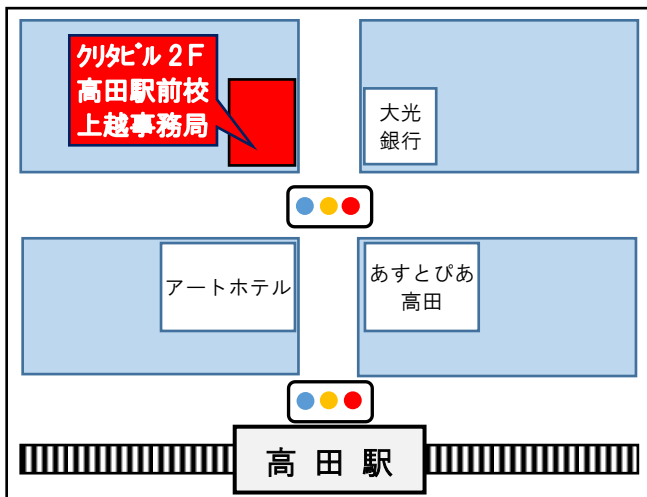 ｸﾘﾀﾋﾞﾙ２Ｆ
高田駅前校
上越事務局
大光
銀行
アートホテル
あすとぴあ
高田
高田駅